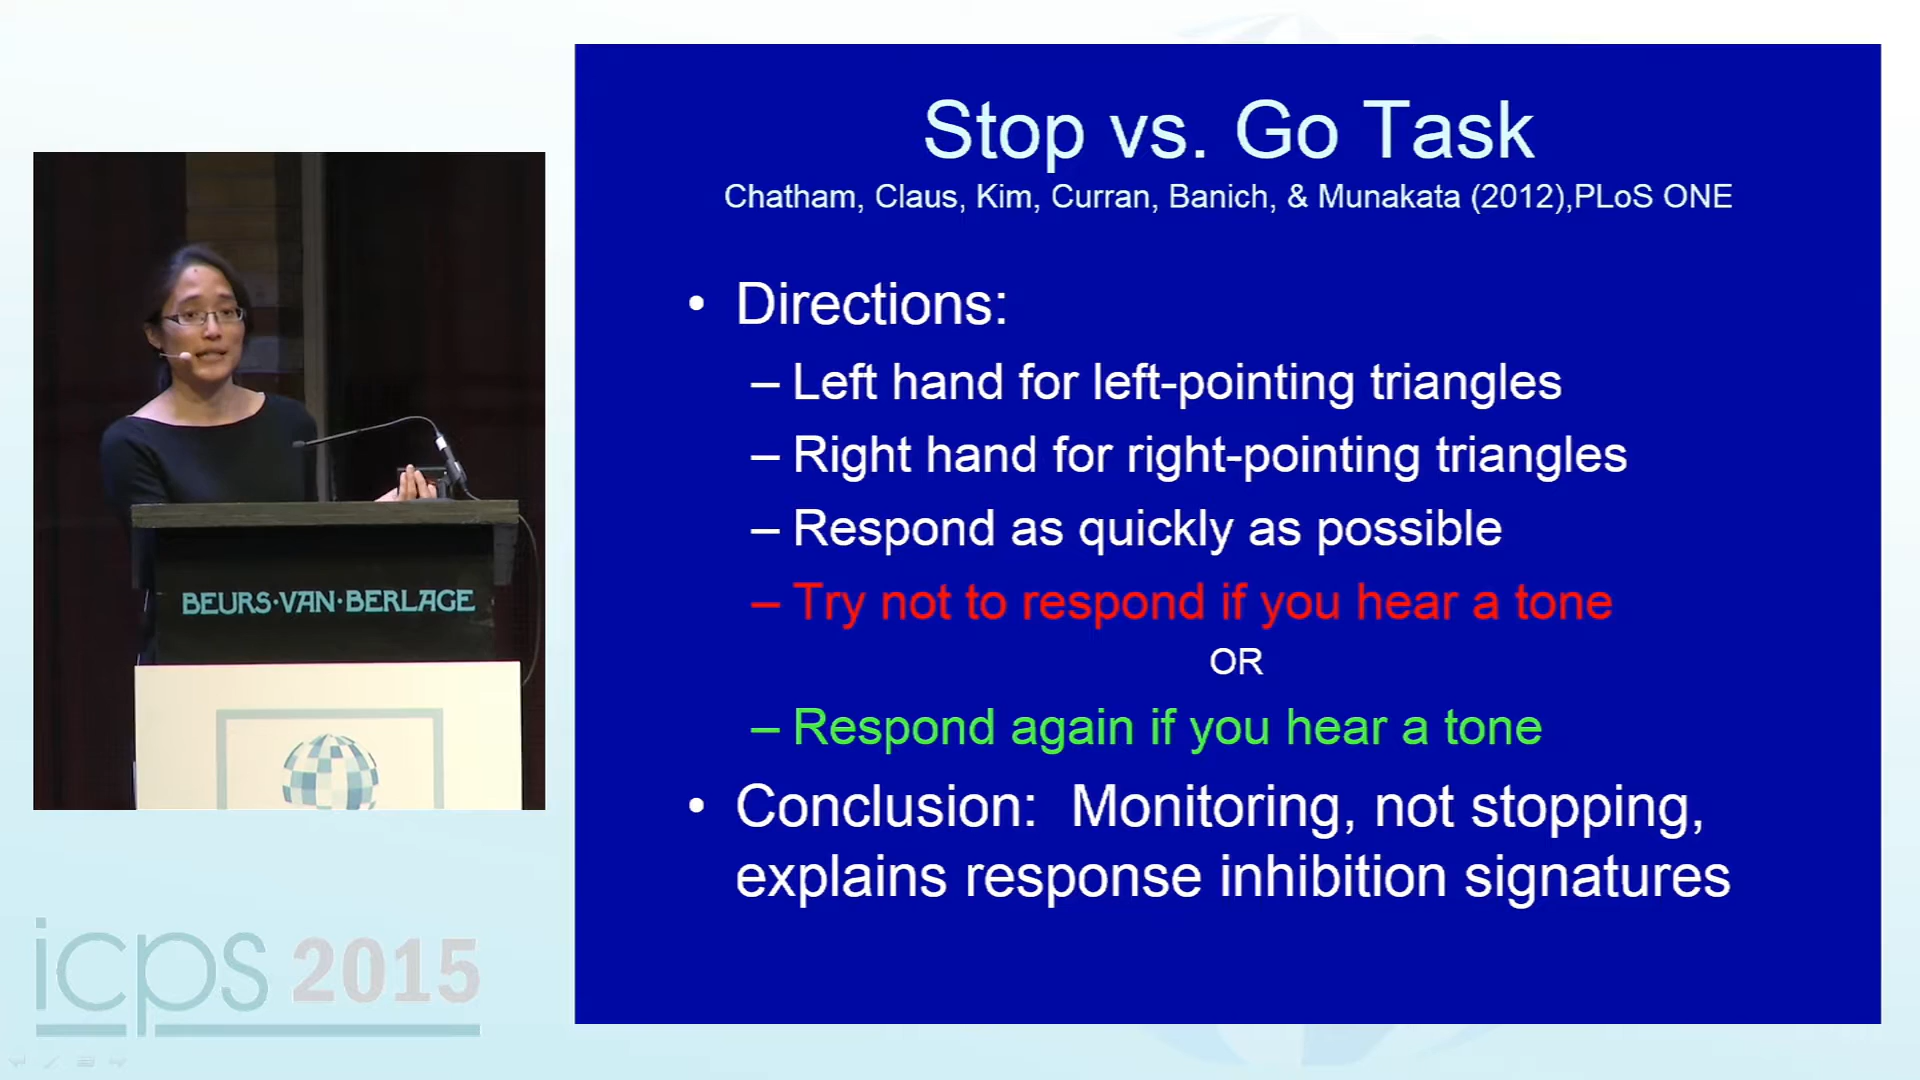 Stop vs. Go Task
Chatham, Claus, Kim, Curran, Banich, & Munakata (2012),PLoS ONE
• Directions:
– Left hand for left-pointing triangles
– Right hand for right-pointing triangles
– Respond as quickly as possible
– Try not to respond if you hear a tone
OR
– Respond again if you hear a tone
• Conclusion: Monitoring, not stopping,
explains response inhibition signatures
BEURS·VAN·BERLAGE
icps 2015